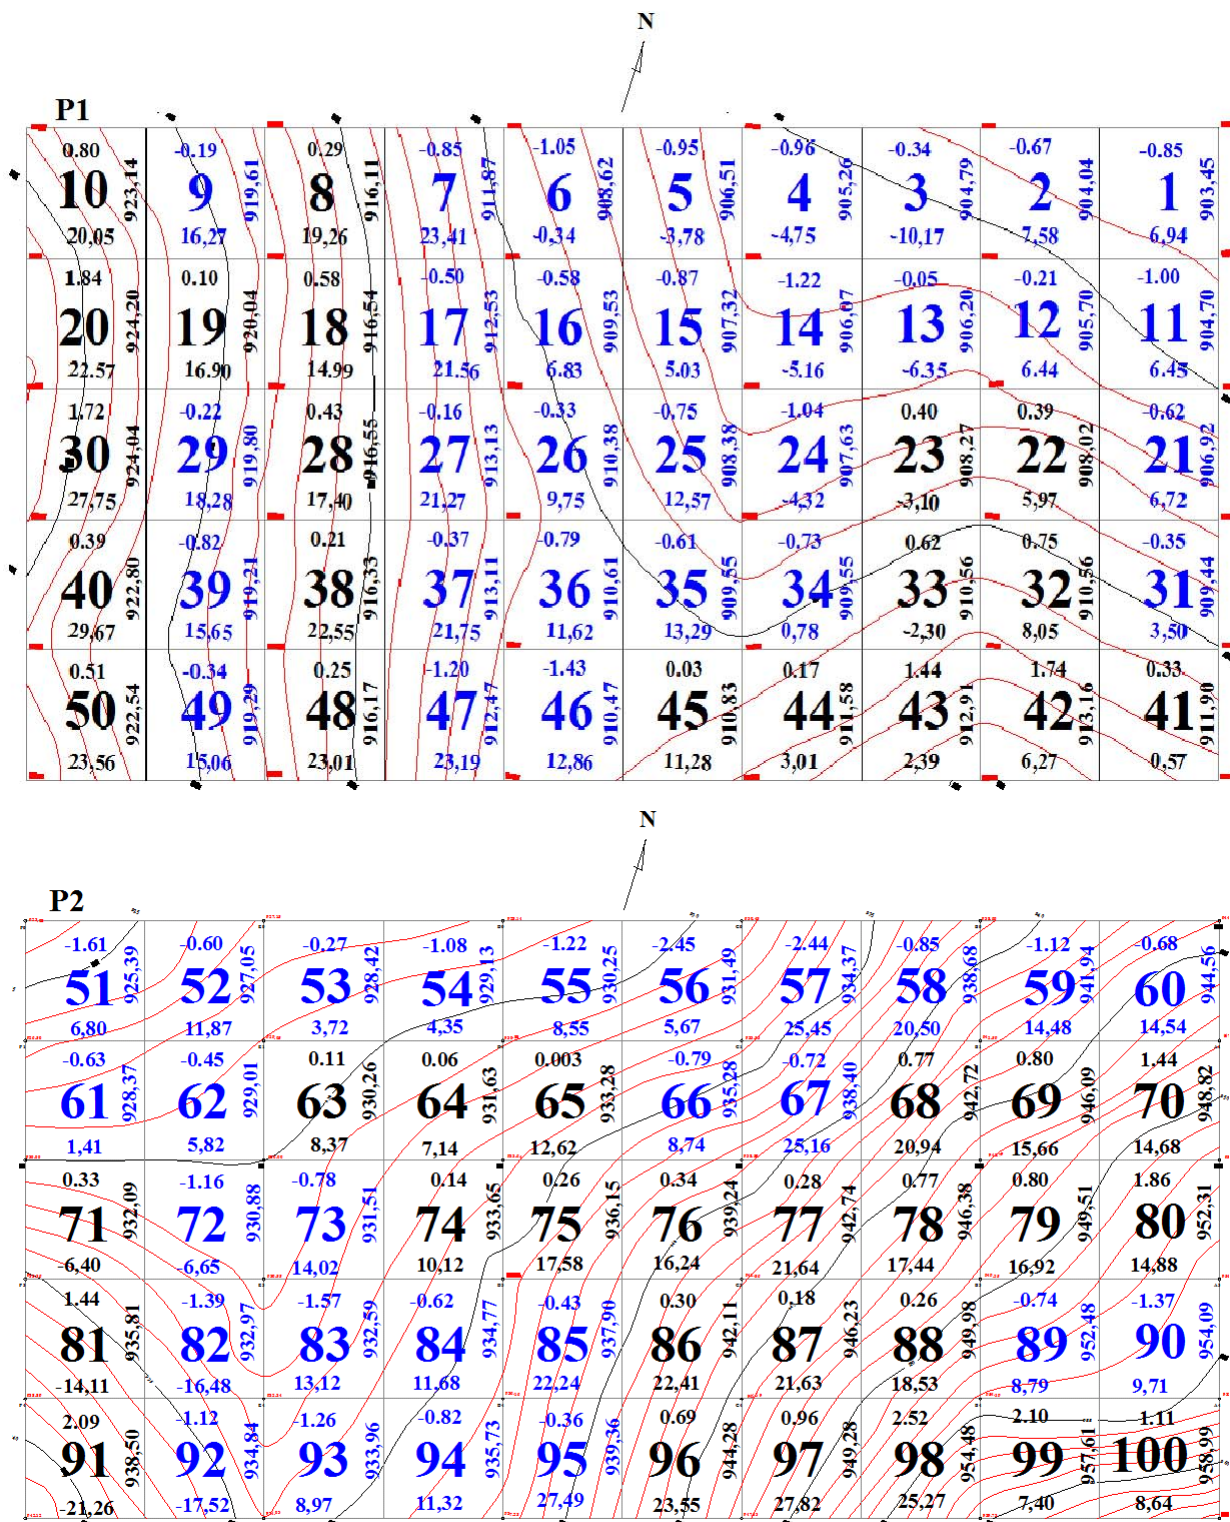 N
P1
0.80 -0.19 0.29 -0.85 -1.05 -0.95 -0.96 -0.34 -0.67 -0.85
10 923,14 9 919,61 8 916,11 7 911,87 6 908,62 5 906,51 4 905,26 3 904,79 2 904,04 1 903,45
20,05 16,27 19,26 23,41 -0,34 -3,78 -4,75 -10,17 7,58 6,94
1.84 0.10 0.58 -0.50 -0.58 -0.87 -1.22 -0.05 -0.21 -1.00
20 924,20 19 920,04 18 916,54 17 912,53 16 909,53 15 907,32 14 906,07 13 906,20 12 905,70 11 904,70
22.57 16.90 14.99 21.56 6.83 5.03 -5.16 -6.35 6.44 6.45
1.72 -0.22 0.43 -0.16 -0.33 -0.75 -1.04 0.40 0.39 -0.62
30 924,04 29 919,80 28 916,55 27 913,13 26 910,38 25 908,38 24 907,63 23 908,27 22 908,02 21 906,92
27,75 18,28 17,40 21,27 9,75 12,57 -4,32 -3,10 5,97 6,72
0.39 -0.82 0.21 -0.37 -0.79 -0.61 -0.73 0.62 0.75 -0.35
40 922,80 39 919,21 38 916,33 37 913,11 36 910,61 35 909,55 34 909,55 33 910,56 32 910,56 31 909,44
29,67 15,65 22,55 21,75 11,62 13,29 0,78 -2,30 8,05 3,50
0.51 -0.34 0.25 -1.20 -1.43 0.03 0.17 1.44 1.74 0.33
50 922,54 49 919,29 48 916,17 47 912,47 46 910,47 45 910,83 44 911,58 43 912,91 42 913,16 41 911,90
23,56 15,06 23,01 23,19 12,86 11,28 3,01 2,39 6,27 0,57
N
P2
-1.61 -0.60 -0.27 -1.08 -1.22 -2.45 -2.44 -0.85 -1.12 -0.68
51 925,39 52 927,05 53 928,42 54 929,13 55 930,25 56 931,49 57 934,37 58 938,68 59 941,94 60 944,56
6,80 11,87 3,72 4,35 8,55 5,67 25,45 20,50 14,48 14,54
-0.63 -0.45 0.11 0.06 0.003 -0.79 -0.72 0.77 0.80 1.44
61 928,37 62 929,01 63 930,26 64 931,63 65 933,28 66 935,28 67 938,40 68 942,72 69 946,09 70 948,82
1,41 5,82 8,37 7,14 12,62 8,74 25,16 20,94 15,66 14,68
0.33 -1.16 -0.78 0.14 0.26 0.34 0.28 0.77 0.80 1.86
71 932,09 72 930,88 73 931,51 74 933,65 75 936,15 76 939,24 77 942,74 78 946,38 79 949,51 80 952,31
-6,40 -6,65 14,02 10,12 17,58 16,24 21,64 17,44 16,92 14,88
1.44 -1.39 -1.57 -0.62 -0.43 0.30 0,18 0.26 -0.74 -1.37
81 935,81 82 932,97 83 932,59 84 934,77 85 937,90 86 942,11 87 946,23 88 949,98 89 952,48 90 954,09
-14,11 -16,48 13,12 11,68 22,24 22,41 21,63 18,53 8,79 9,71
2.09 -1.12 -1.26 -0.82 -0.36 0.69 0.96 2.52 2.10 1.11
91 938,50 92 934,84 93 933,96 94 935,73 95 939,36 96 944,28 97 949,28 98 954,48 99 957,61 100 958,99
-21,26 -17,52 8,97 11,32 27,49 23,55 27,82 25,27 7,40 8,64